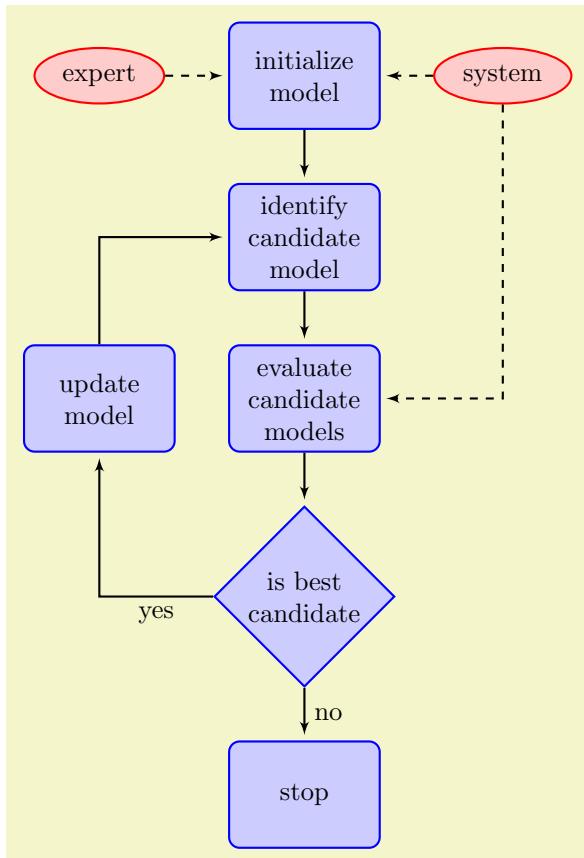 expert
initialize
model
system
identify
candidate
model
update
model
evaluate
candidate
models
is best
candidate
yes
no
stop